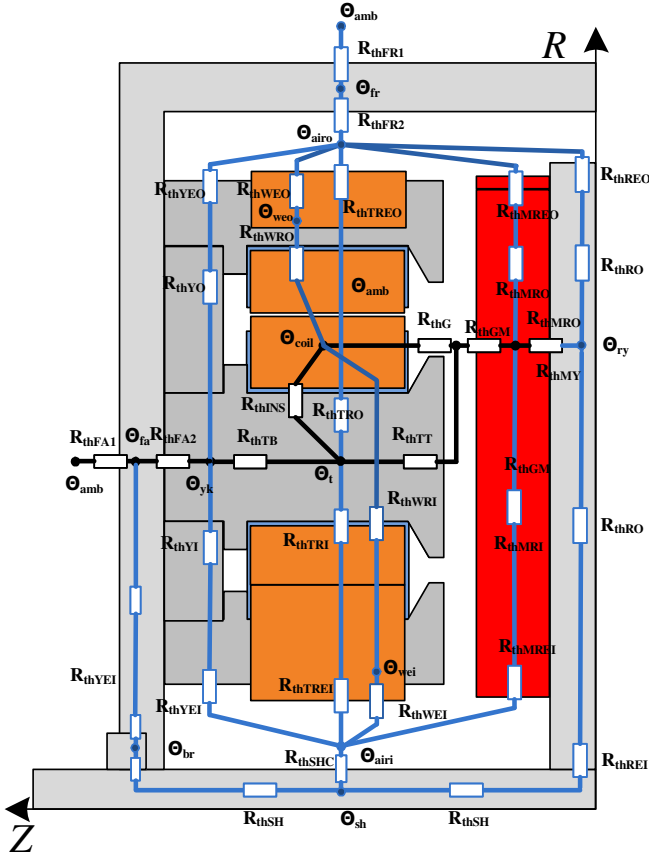 Θamb
R
RthFR1
Θfr
RthFR2
Θairo
RthYEO
RthWEO
RthTREO
RthMREO
RthREO
Θweo
RthWRO
RthYO
Θamb
RthMRO
RthRO
RthG
RthGM
RthMRO
Θcoil
Θry
RthMY
RthINS
RthTRO
RthFA1
Θfa
RthFA2
RthTB
RthTT
Θamb
Θyk
Θt
RthGM
RthWRI
RthYI
RthTRI
RthMRI
RthRO
RthMREI
Θwei
RthYEI
RthYEI
RthTREI
RthWEI
Θbr
RthSHC
Θairi
RthREI
RthSH
Θsh
RthSH
Z